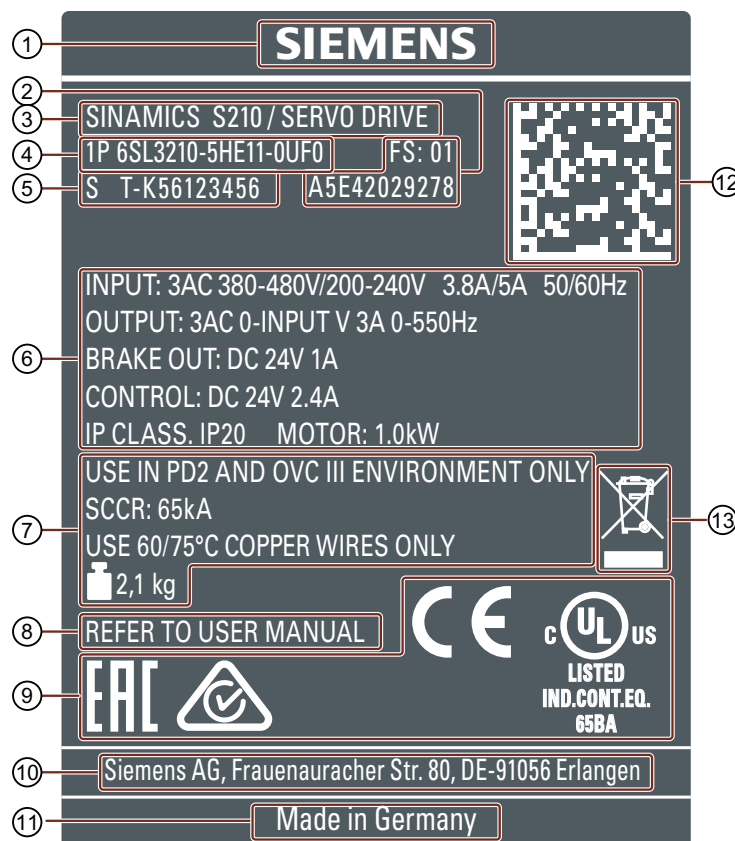 ① SIEMENS
②
③ SINAMICS S210 / SERVO DRIVE
④ 1P 6SL3210-5HE11-0UF0 FS: 01
⑤ S T-K56123456 A5E42029278
⑫
⑥
INPUT: 3AC 380-480V/200-240V 3.8A/5A 50/60Hz
OUTPUT: 3AC 0-INPUT V 3A 0-550Hz
BRAKE OUT: DC 24V 1A
CONTROL: DC 24V 2.4A
IP CLASS. IP20 MOTOR: 1.0kW
⑦
USE IN PD2 AND OVC III ENVIRONMENT ONLY
SCCR: 65kA
USE 60/75°C COPPER WIRES ONLY
2,1 kg
⑬
⑧ REFER TO USER MANUAL
⑨
EAC
CE
C UL US
LISTED
IND.CONT.EQ.
65BA
⑩ Siemens AG, Frauenauracher Str. 80, DE-91056 Erlangen
⑪ Made in Germany